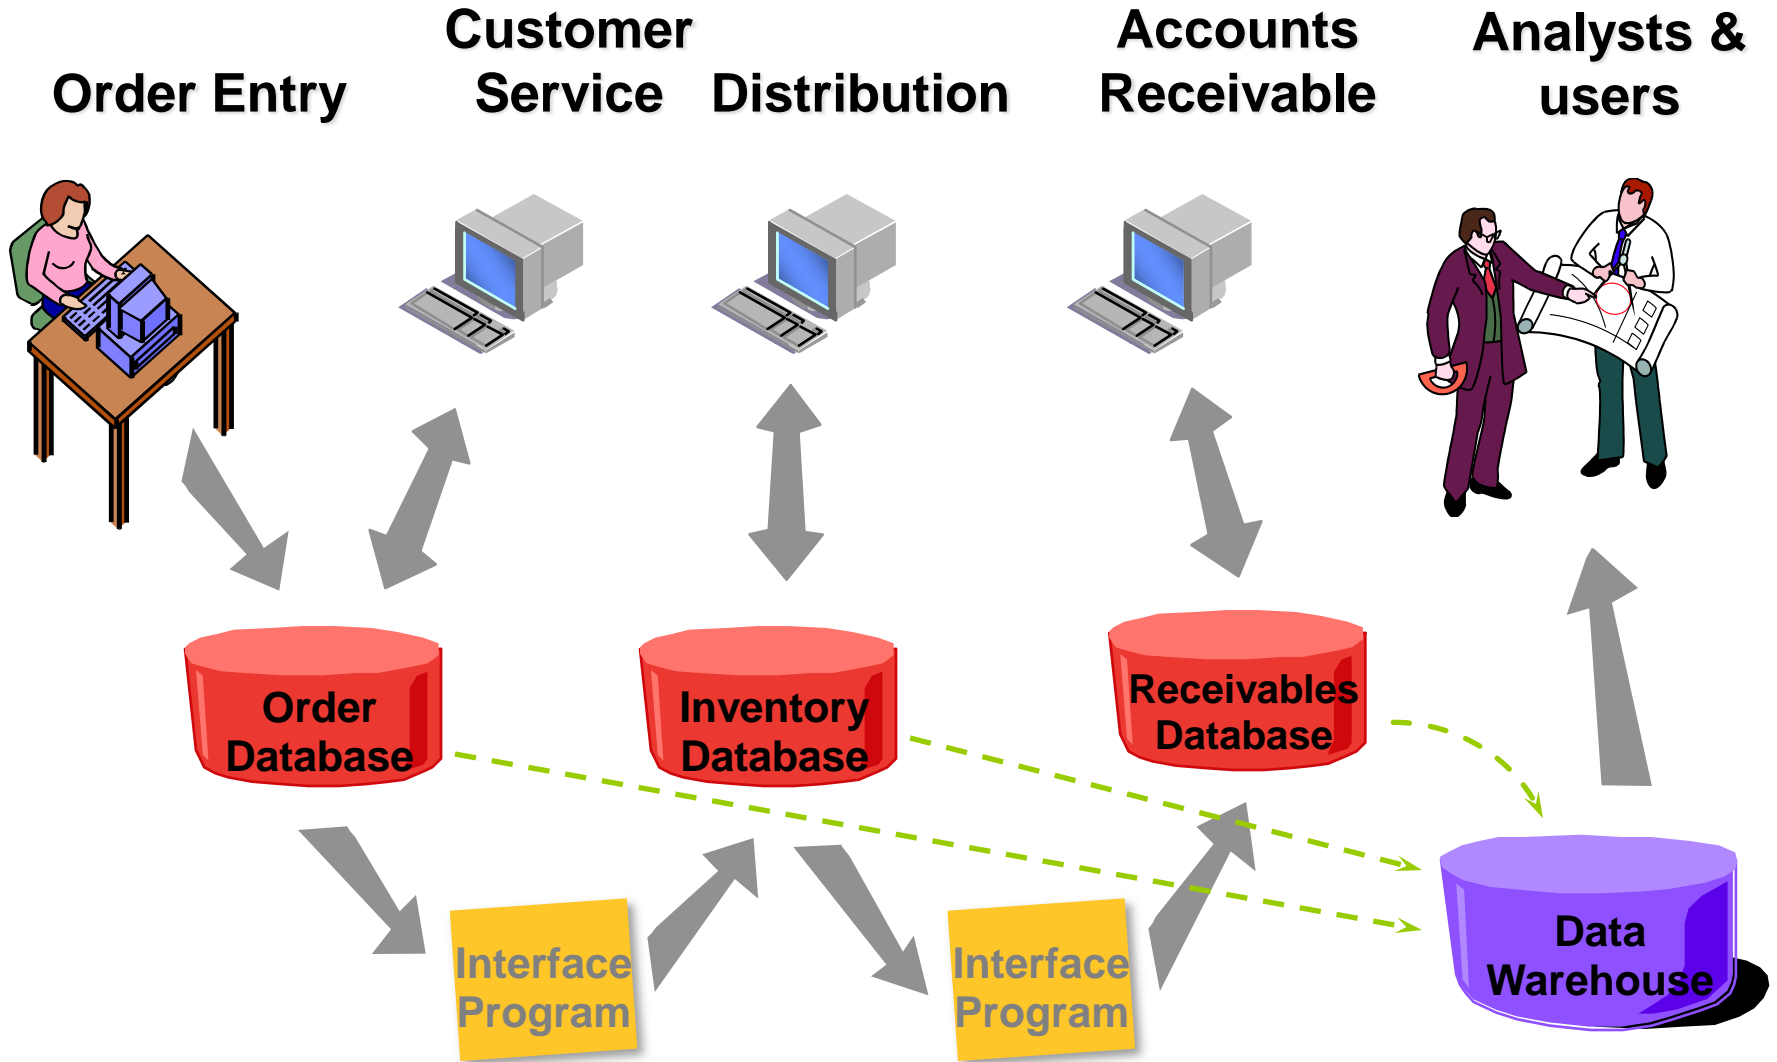 Order Entry
Customer
Service
Distribution
Accounts
Receivable
Analysts &
users
Order
Database
Inventory
Database
Receivables
Database
Interface
Program
Interface
Program
Data
Warehouse